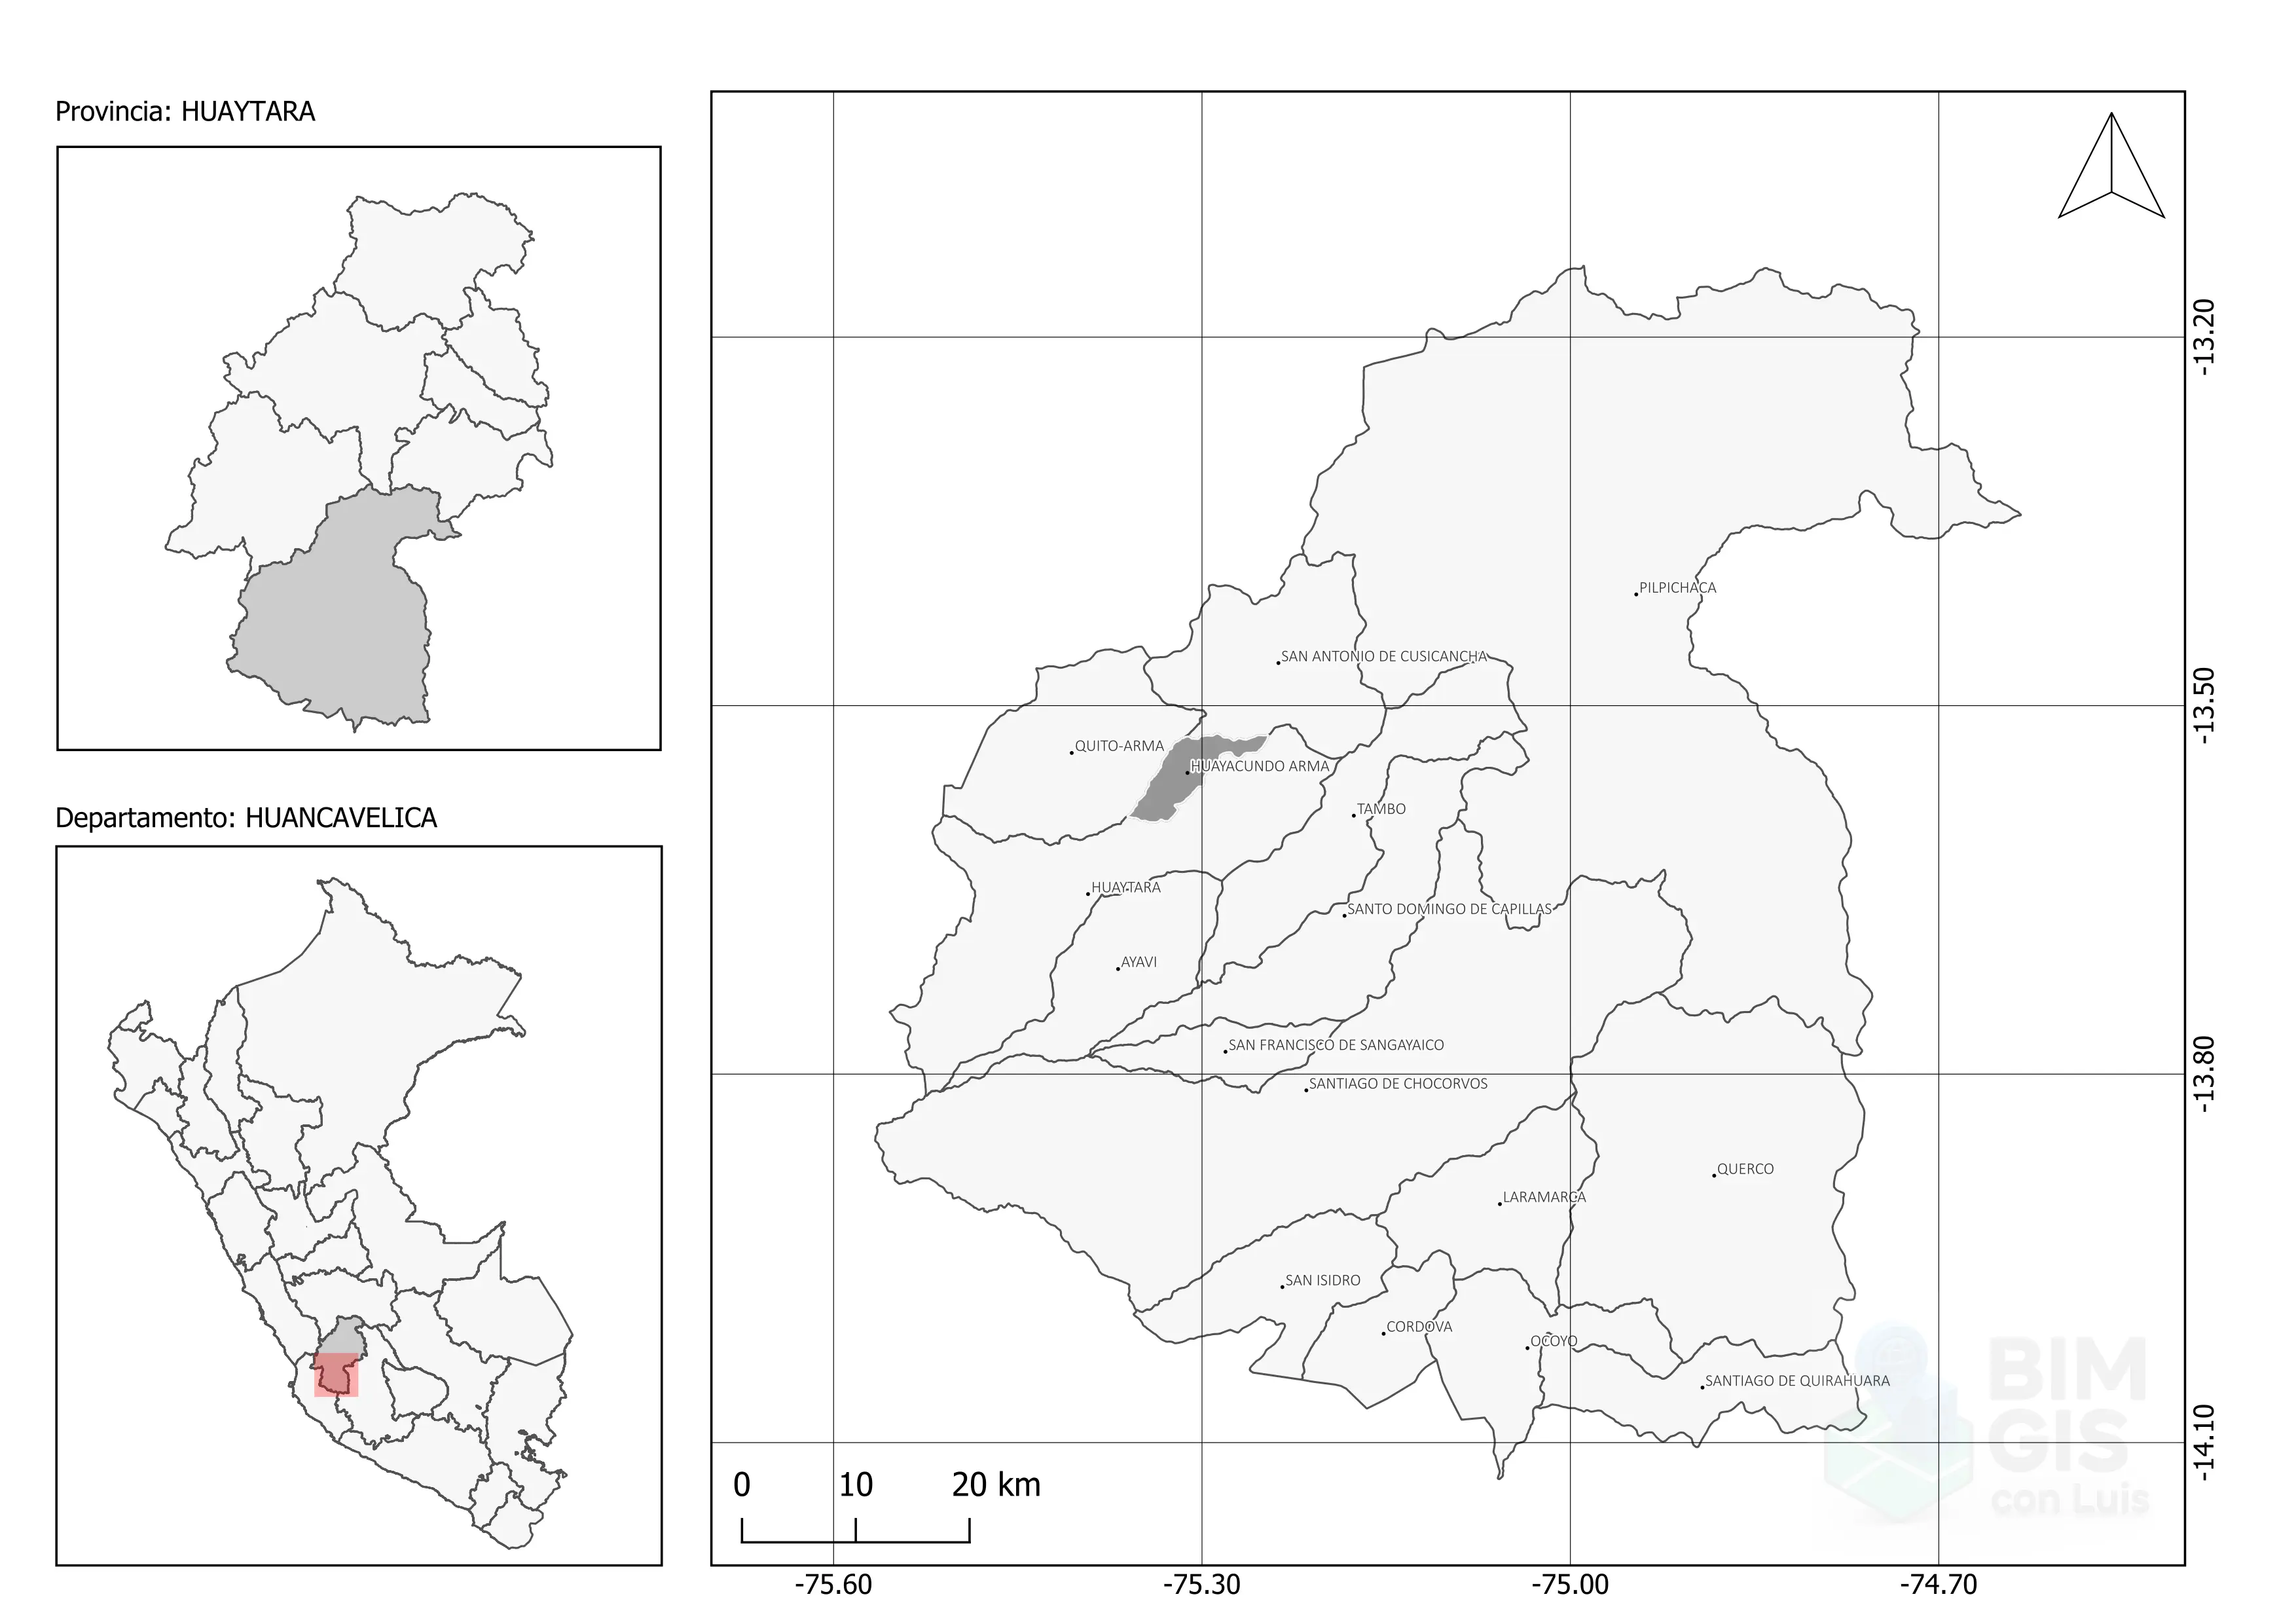 Provincia: HUAYTARA
Departamento: HUANCAVELICA
PILPICHACA
SAN ANTONIO DE CUSICANCHA
QUITO-ARMA
HUAYACUNDO ARMA
TAMBO
HUAYTARA
SANTO DOMINGO DE CAPILLAS
AYAVI
SAN FRANCISCO DE SANGAYAICO
SANTIAGO DE CHOCORVOS
QUERCO
LARAMARCA
SAN ISIDRO
CORDOVA
OCOYO
SANTIAGO DE QUIRAHUARA
-13.20
-13.50
-13.80
-14.10
BIM
GIS
con Luis
0 10 20 km
-75.60 -75.30 -75.00 -74.70